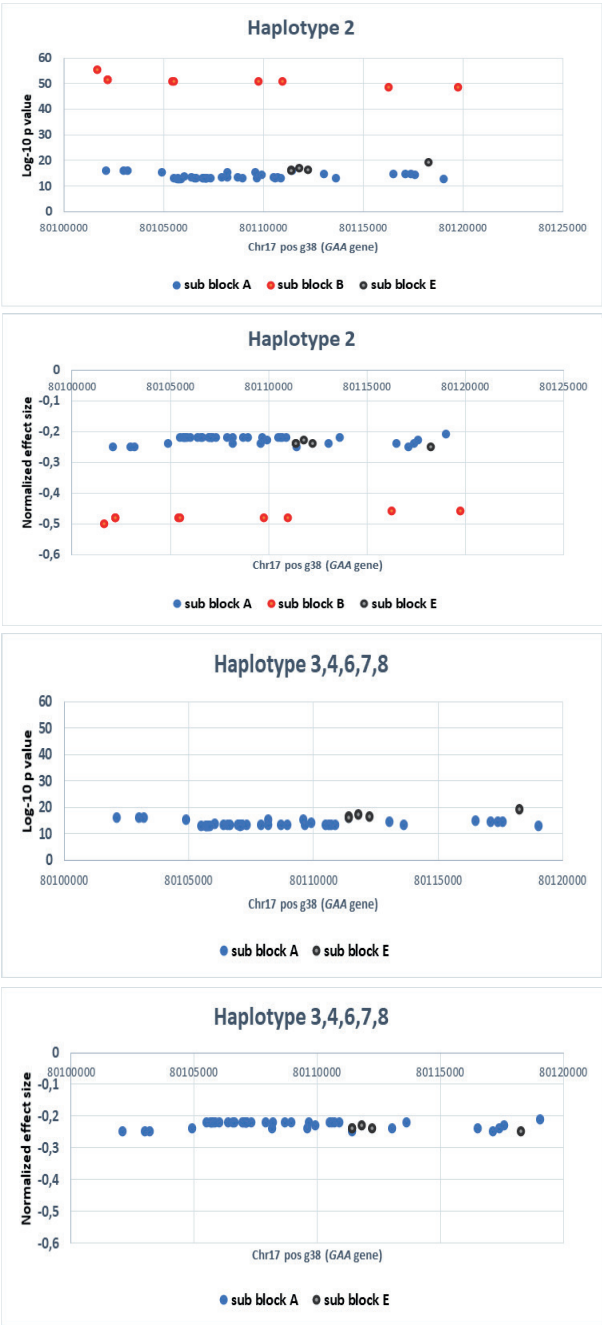 Haplotype 2
60
50
40
30
20
10
0
Log-10 p value
80100000 80105000 80110000 80115000 80120000 80125000
Chr17 pos g38 (GAA gene)
sub block A sub block B sub block E
Haplotype 2
0
80100000 80105000 80110000 80115000 80120000 80125000
-0,1
-0,2
-0,3
-0,4
-0,5
-0,6
Normalized effect size
Chr17 pos g38 (GAA gene)
sub block A sub block B sub block E
Haplotype 3,4,6,7,8
60
50
40
30
20
10
0
Log-10 p value
80100000 80105000 80110000 80115000 80120000
Chr17 pos g38 (GAA gene)
sub block A sub block E
Haplotype 3,4,6,7,8
0
80100000 80105000 80110000 80115000 80120000
-0,1
-0,2
-0,3
-0,4
-0,5
-0,6
Normalized effect size
Chr17 pos g38 (GAA gene)
sub block A sub block E